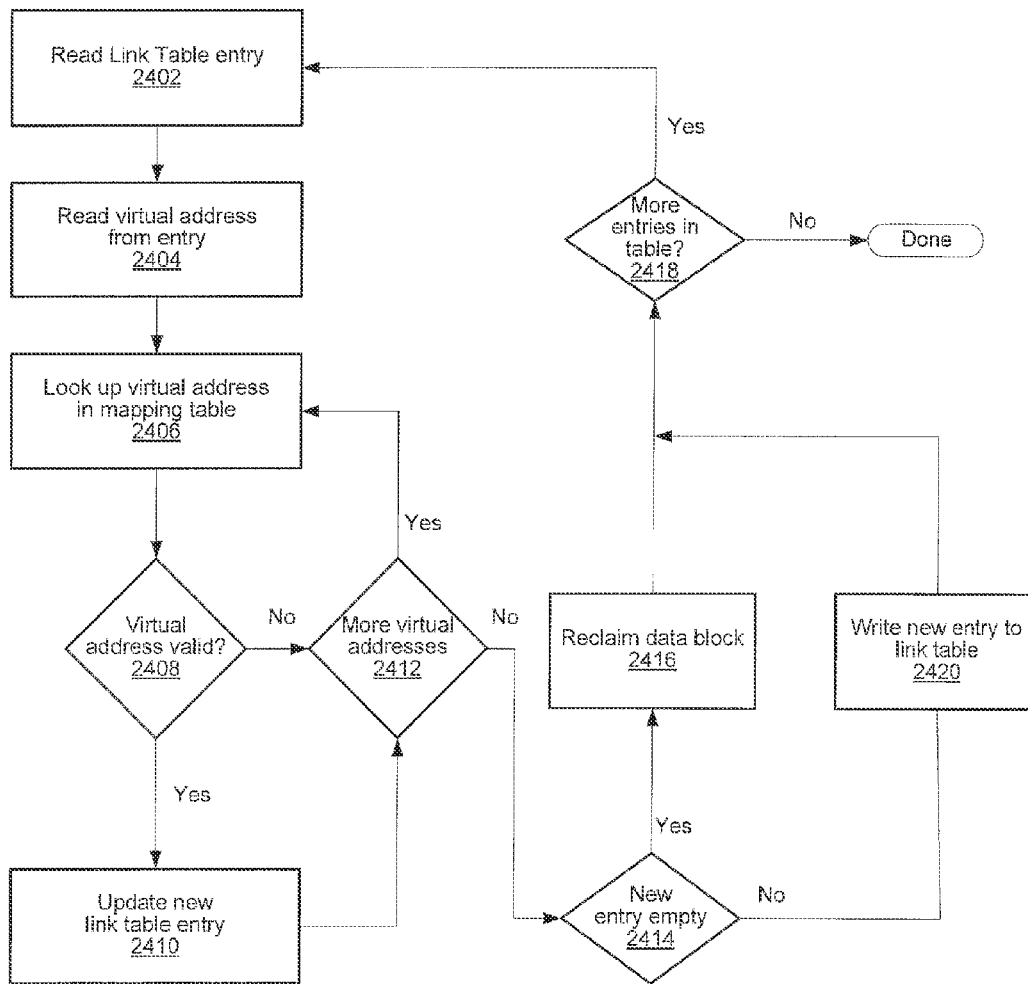 Read Link Table entry
2402
Yes
Read virtual address
from entry
2404
More
entries in
table?
2418
No
Done
Look up virtual address
in mapping table
2406
Yes
Virtual
address valid?
2408
No
More virtual
addresses
2412
No
Reclaim data block
2416
Write new entry to
link table
2420
Yes
Yes
Update new
link table entry
2410
New
entry empty
2414
No